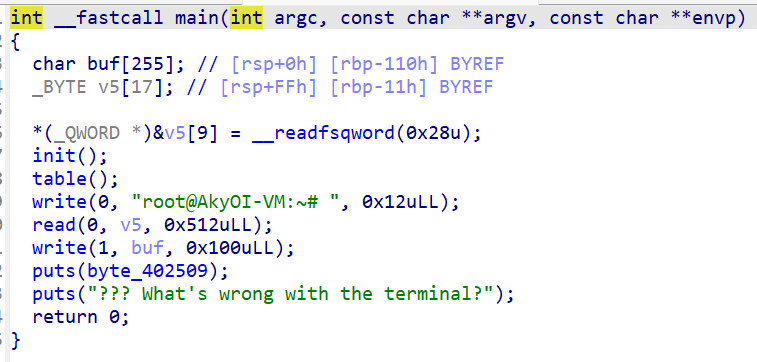 int __fastcall main(int argc, const char **argv, const char **envp)
{
  char buf[255]; // [rsp+0h] [rbp-110h] BYREF
  _BYTE v5[17]; // [rsp+FFh] [rbp-11h] BYREF

  *(_QWORD *)&v5[9] = __readfsqword(0x28u);
  init();
  table();
  write(0, "root@AkyOI-VM:~# ", 0x12uLL);
  read(0, v5, 0x512uLL);
  write(1, buf, 0x100uLL);
  puts(byte_402509);
  puts("??? What's wrong with the terminal?");
  return 0;
}